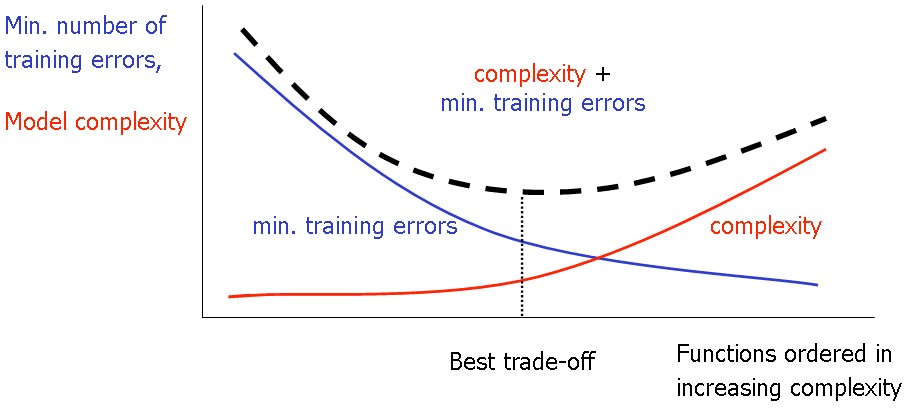 Min. number of
training errors,
Model complexity
complexity +
min. training errors
min. training errors
complexity
Best trade-off
Functions ordered in
increasing complexity